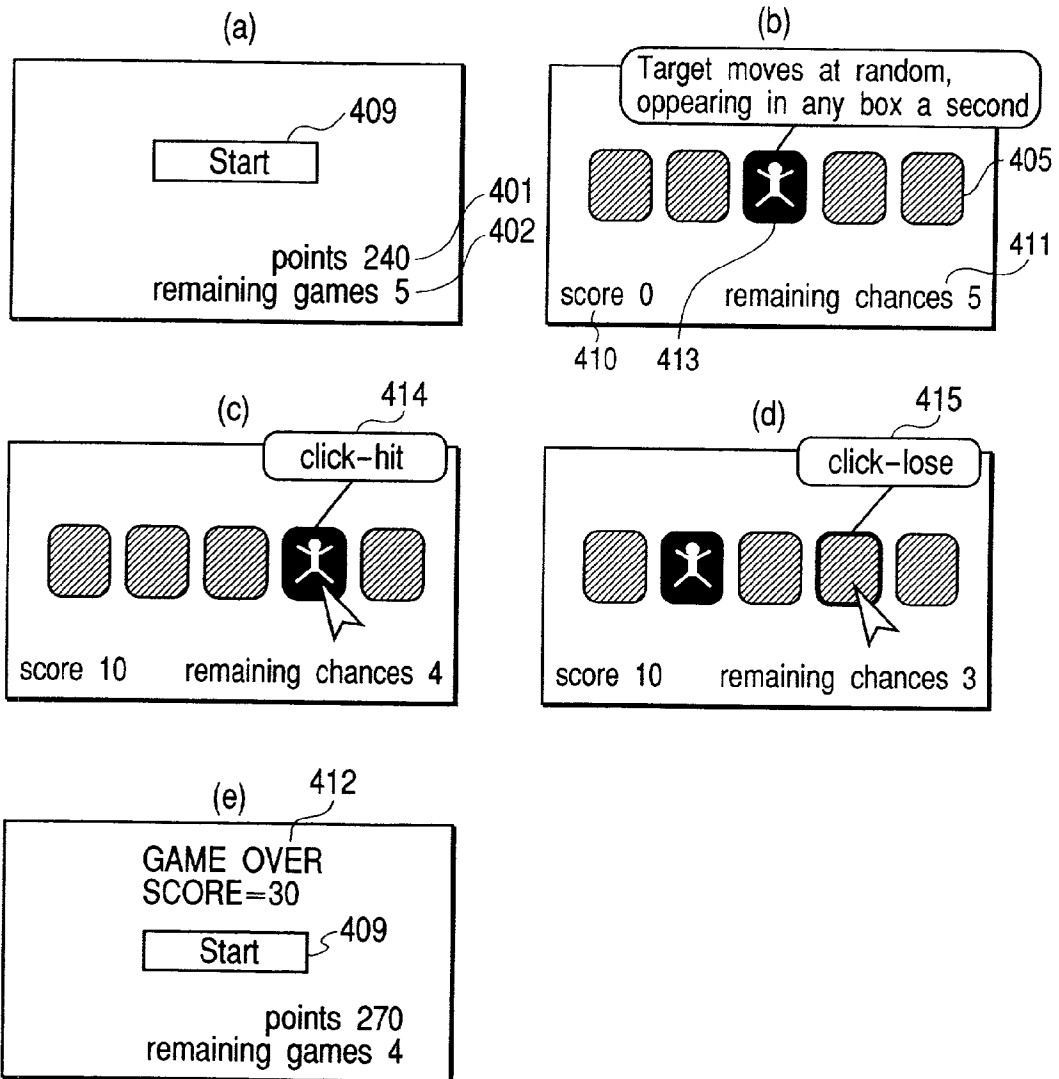 (a)
409
Start
401
402
points 240
remaining games 5
(b)
Target moves at random,
oppearing in any box a second
405
411
score 0 remaining chances 5
410 413
(c)
414
click-hit
score 10 remaining chances 4
(d)
415
click-lose
score 10 remaining chances 3
(e)
412
GAME OVER
SCORE=30
Start
409
points 270
remaining games 4